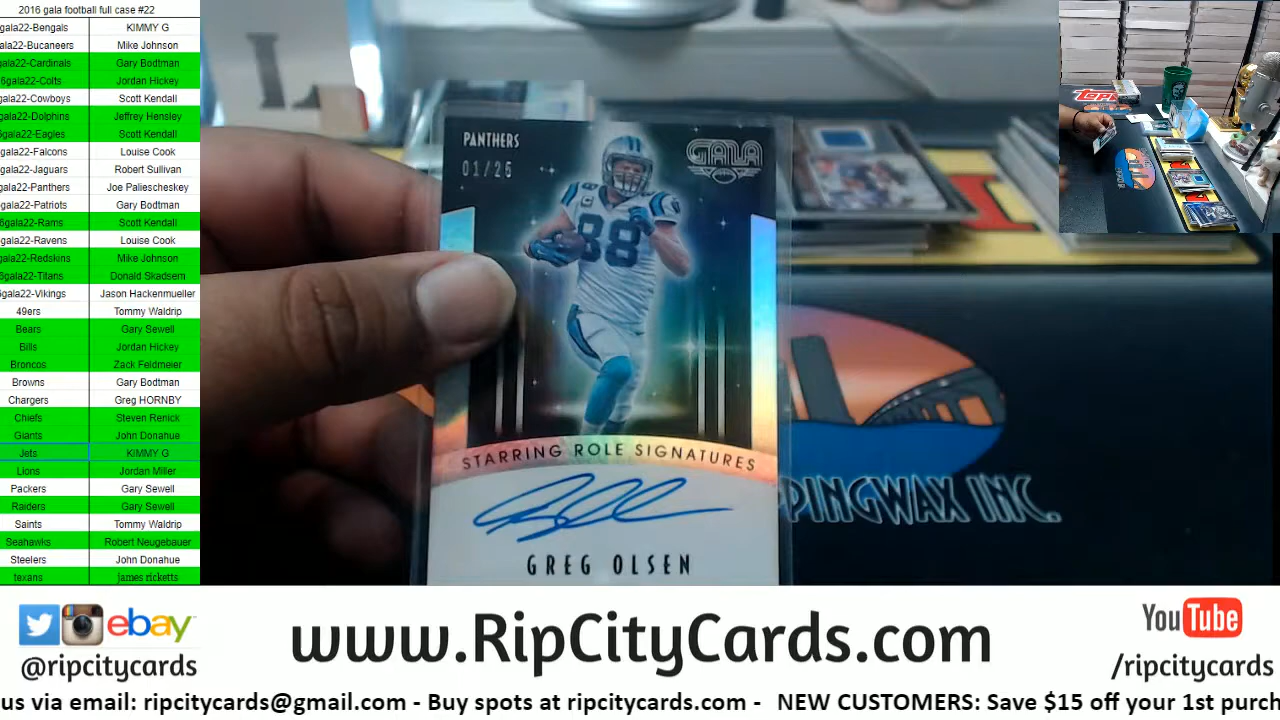 2016 gala football full case #22
gala22-Bengals KIMMY G
ala22-Bucaneers Mike Johnson
gala22-Cardinals Gary Bodtman
6gala22-Colts Jordan Hickey
gala22-Cowboys Scott Kendall
gala22-Dolphins Jeffrey Hensley
6gala22-Eagles Scott Kendall
gala22-Falcons Louise Cook
gala22-Jaguars Robert Sullivan
gala22-Panthers Joe Paliescheskey
gala22-Patriots Gary Bodtman
6gala22-Rams Scott Kendall
gala22-Ravens Louise Cook
gala22-Redskins Mike Johnson
6gala22-Titans Donald Skadsem
6gala22-Vikings Jason Hackenmueller
49ers Tommy Waldrip
Bears Gary Sewell
Bills Jordan Hickey
Broncos Zack Feldmeier
Browns Gary Bodtman
Chargers Greg HORNBY
Chiefs Steven Renick
Giants John Donahue
Jets KIMMY G
Lions Jordan Miller
Packers Gary Sewell
Raiders Gary Sewell
Saints Tommy Waldrip
Seahawks Robert Neugebauer
Steelers John Donahue
texans james ricketts
PANTHERS
01/25
GALA
88
STARRING ROLE SIGNATURES
GREG OLSEN
PINGWAX INC.
TOPPS
ebay
@ripcitycards
www.RipCityCards.com
YouTube
/ripcitycards
us via email: ripcitycards@gmail.com - Buy spots at ripcitycards.com - NEW CUSTOMERS: Save $15 off your 1st purch